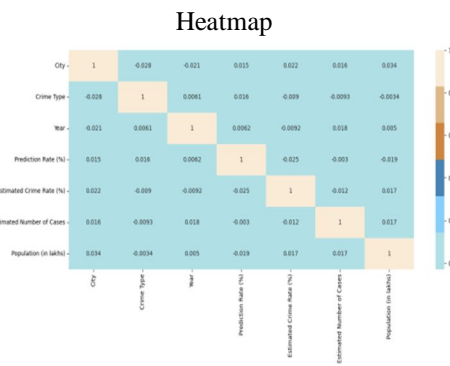 Heatmap
City 1 -0.028 -0.021 0.015 0.022 0.016 0.034
Crime Type -0.028 1 0.0061 0.016 -0.009 -0.0093 -0.0034
Year -0.021 0.0061 1 0.0062 -0.0092 0.018 0.005
Prediction Rate (%) 0.015 0.016 0.0062 1 -0.025 -0.003 -0.019
stimated Crime Rate (%) 0.022 -0.009 -0.0092 -0.025 1 -0.012 0.017
imated Number of Cases 0.016 -0.0093 0.018 -0.003 -0.012 1 0.017
Population (in lakhs) 0.034 -0.0034 0.005 -0.019 0.017 0.017 1
City
Crime Type
Year
Prediction Rate (%)
Estimated Crime Rate (%)
Estimated Number of Cases
Population (in lakhs)